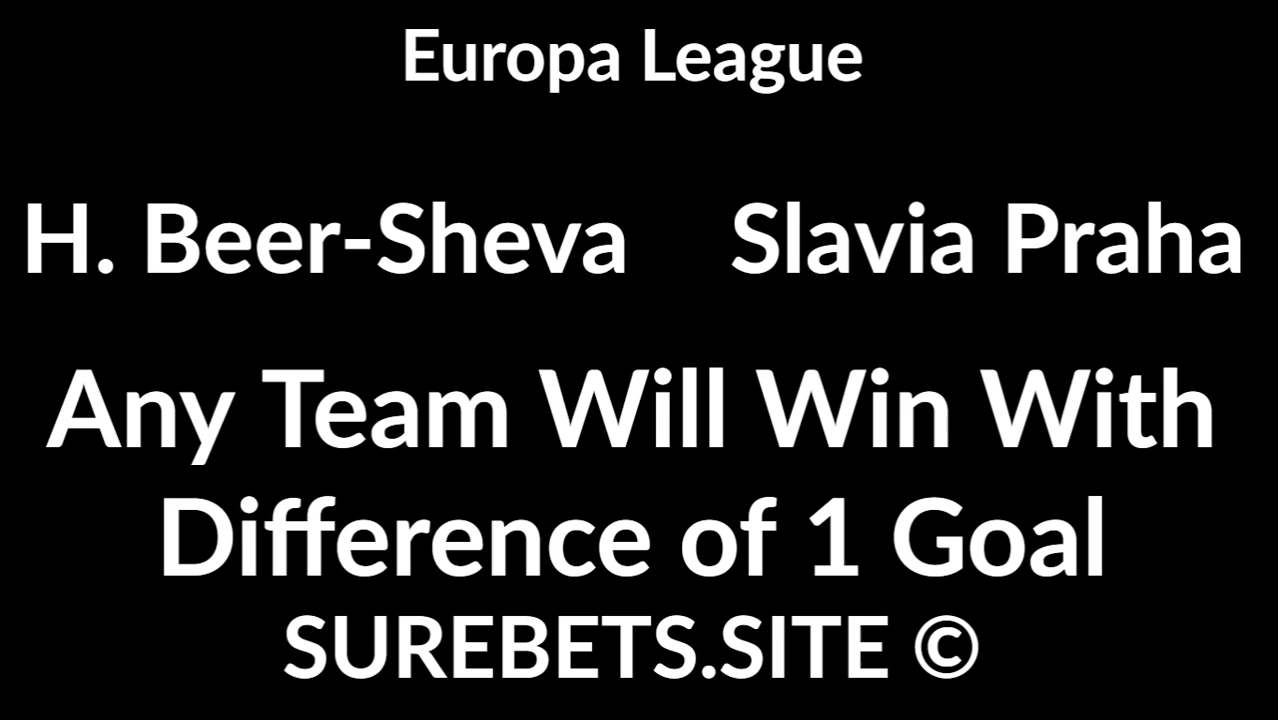 Europa League
H. Beer-Sheva Slavia Praha
Any Team Will Win With
Difference of 1 Goal
SUREBETS.SITE ©